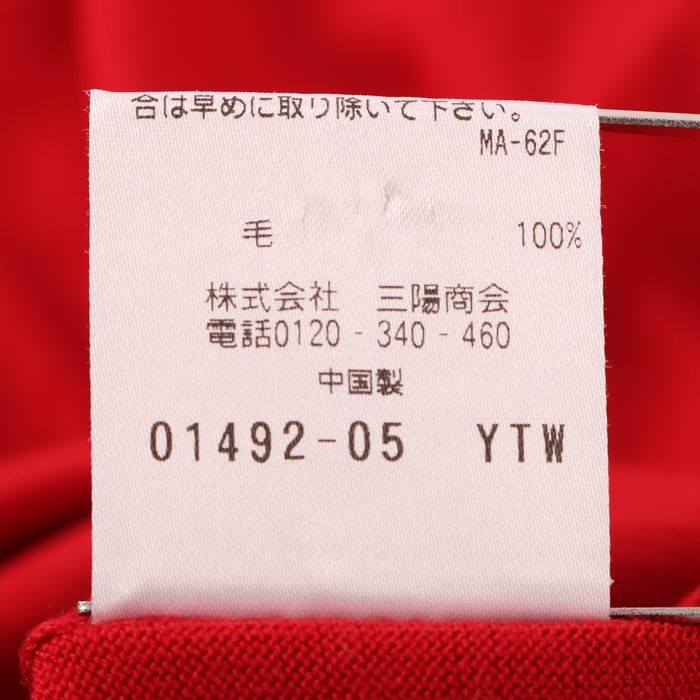 合は早めに取り除いて下さい。
MA-62F
毛 100%
株式会社 三陽商会
電話0120-340-460
中国製
01492-05 YTW